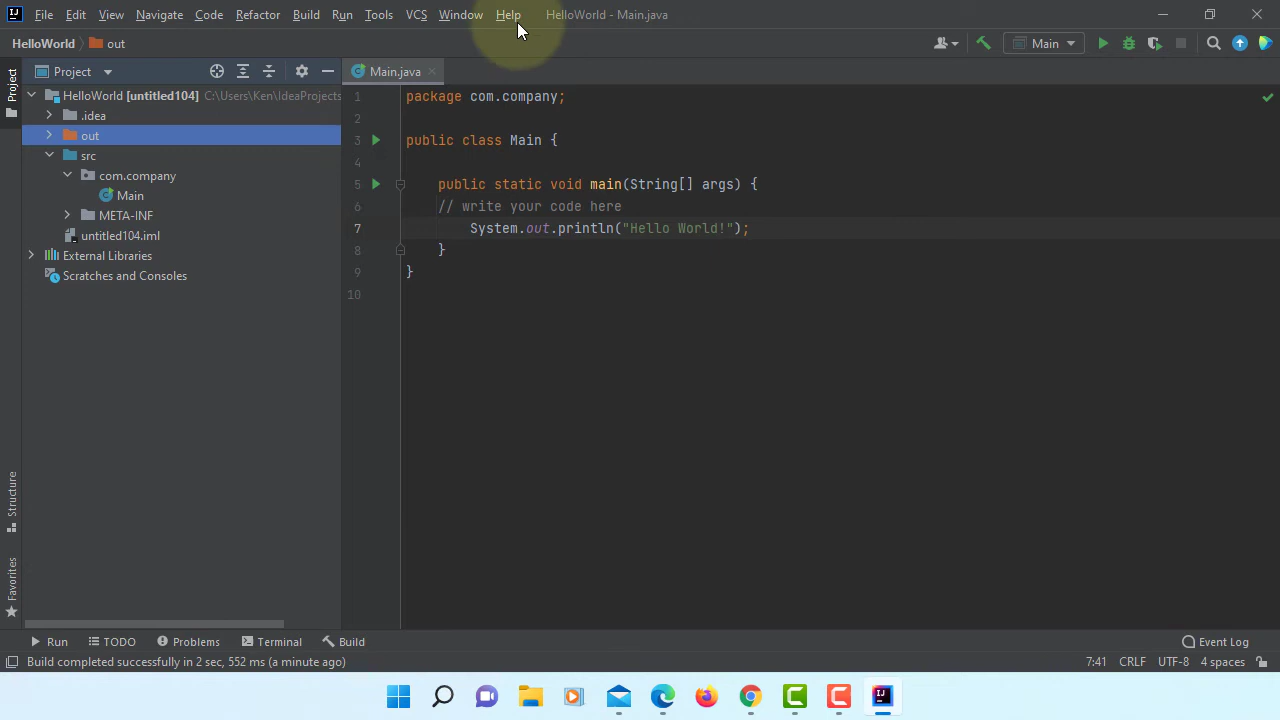 File Edit View Navigate Code Refactor Build Run Tools VCS Window Help HelloWorld - Main.java
HelloWorld out Main
Project Main.java
HelloWorld [untitled104] C:\Users\Ken\IdeaProjects
.idea
out
src
com.company
Main
META-INF
untitled104.iml
External Libraries
Scratches and Consoles
1 package com.company;
2
3 public class Main {
4
5 public static void main(String[] args) {
6 // write your code here
7 System.out.println("Hello World!");
8 }
9 }
10
Project
Structure
Favorites
Run TODO Problems Terminal Build Event Log
Build completed successfully in 2 sec, 552 ms (a minute ago) 7:41 CRLF UTF-8 4 spaces